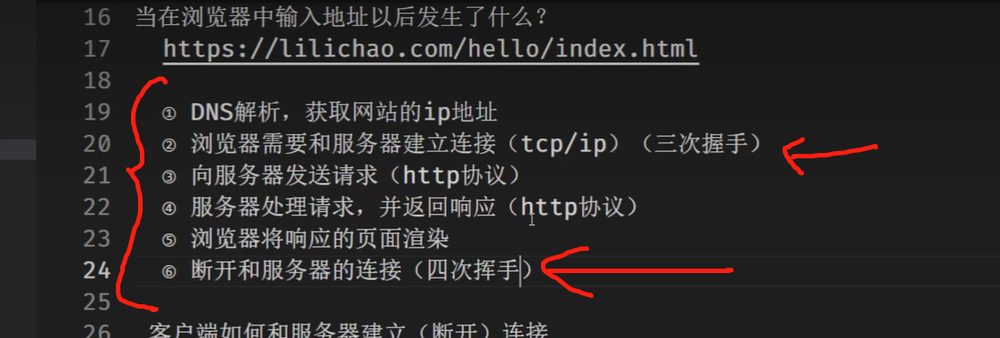 16 当在浏览器中输入地址以后发生了什么？
17 https://lilichao.com/hello/index.html
18
19 ① DNS解析，获取网站的ip地址
20 ② 浏览器需要和服务器建立连接（tcp/ip）（三次握手）
21 ③ 向服务器发送请求（http协议）
22 ④ 服务器处理请求，并返回响应（http协议）
23 ⑤ 浏览器将响应的页面渲染
24 ⑥ 断开和服务器的连接（四次挥手）
25
26 客户端如何和服务器建立（断开）连接